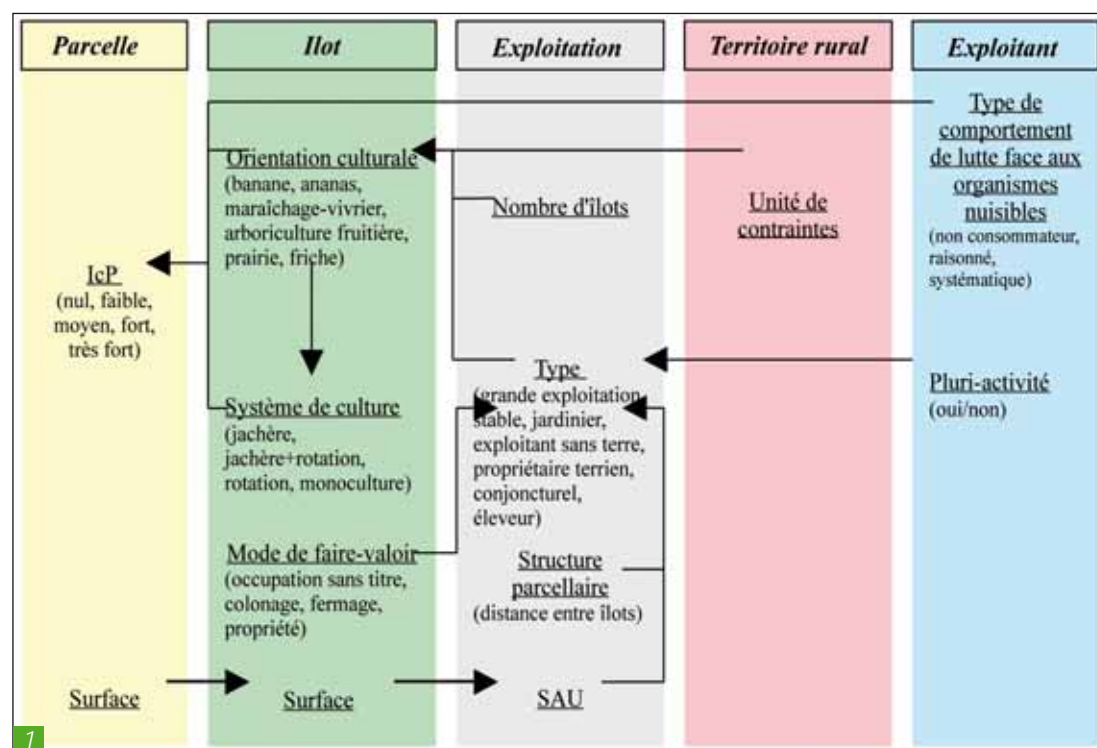 Parcelle
Ilot
Exploitation
Territoire rural
Exploitant
IcP
(nul, faible,
moyen, fort,
très fort)
Surface
Orientation culturale
(banane, ananas,
maraîchage-vivrier,
arboriculture fruitière,
prairie, friche)
Système de culture
(jachère,
jachère+rotation,
rotation, monoculture)
Mode de faire-valoir
(occupation sans titre,
colonage, fermage,
propriété)
Surface
Nombre d'îlots
Type
(grande exploitation
stable, jardinier,
exploitant sans terre,
propriétaire terrien,
conjoncturel,
éleveur)
Structure
parcellaire
(distance entre îlots)
SAU
Unité de
contraintes
Type de
comportement
de lutte face aux
organismes
nuisibles
(non consommateur,
raisonné,
systématique)
Pluri-activité
(oui/non)
1